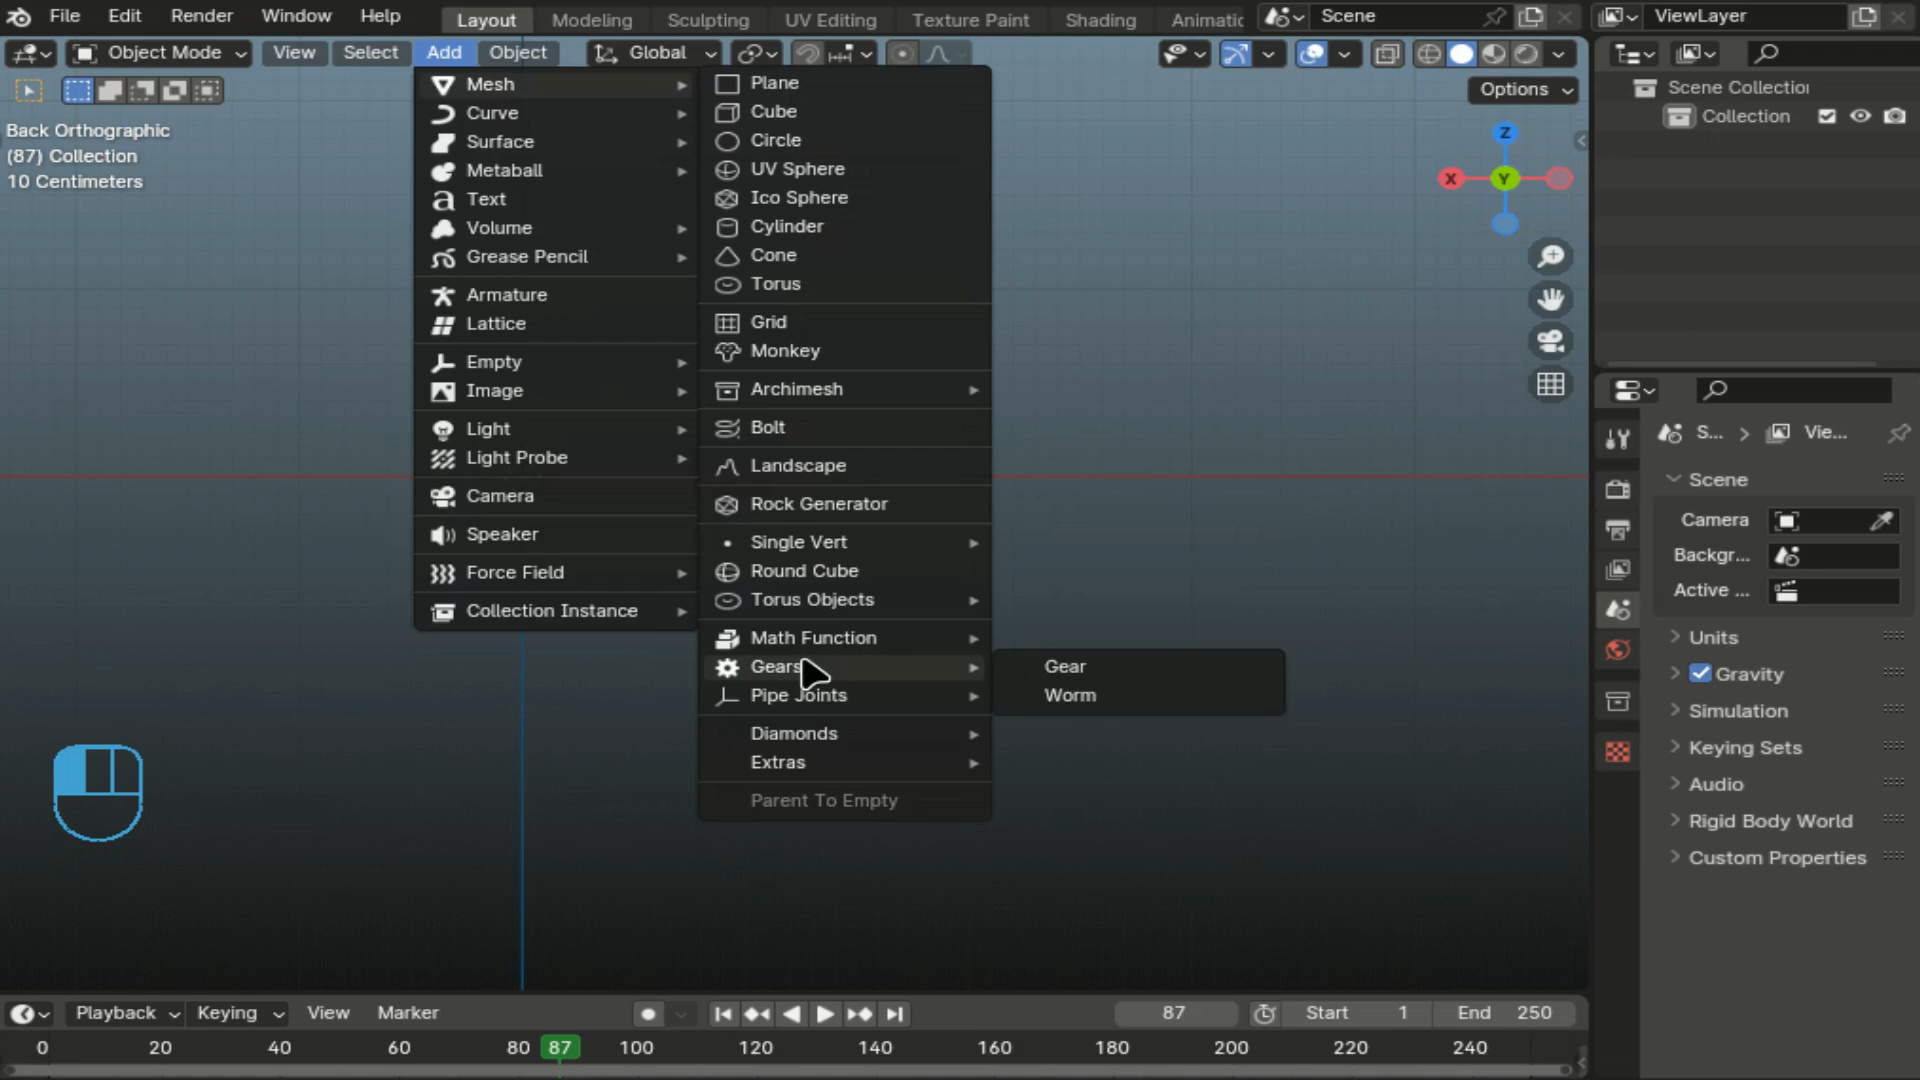 File Edit Render Window Help Layout Modeling Sculpting UV Editing Texture Paint Shading Animatic Scene ViewLayer
Object Mode View Select Add Object Global
Options
Back Orthographic
(87) Collection
10 Centimeters
Mesh
Curve
Surface
Metaball
Text
Volume
Grease Pencil
Armature
Lattice
Empty
Image
Light
Light Probe
Camera
Speaker
Force Field
Collection Instance
Plane
Cube
Circle
UV Sphere
Ico Sphere
Cylinder
Cone
Torus
Grid
Monkey
Archimesh
Bolt
Landscape
Rock Generator
Single Vert
Round Cube
Torus Objects
Math Function
Gears
Pipe Joints
Diamonds
Extras
Parent To Empty
Gear
Worm
Z
X Y
Scene Collection
Collection
S... > Vie...
Scene
Camera
Backgr...
Active ...
Units
Gravity
Simulation
Keying Sets
Audio
Rigid Body World
Custom Properties
Playback Keying View Marker 87 Start 1 End 250
0 20 40 60 80 87 100 120 140 160 180 200 220 240